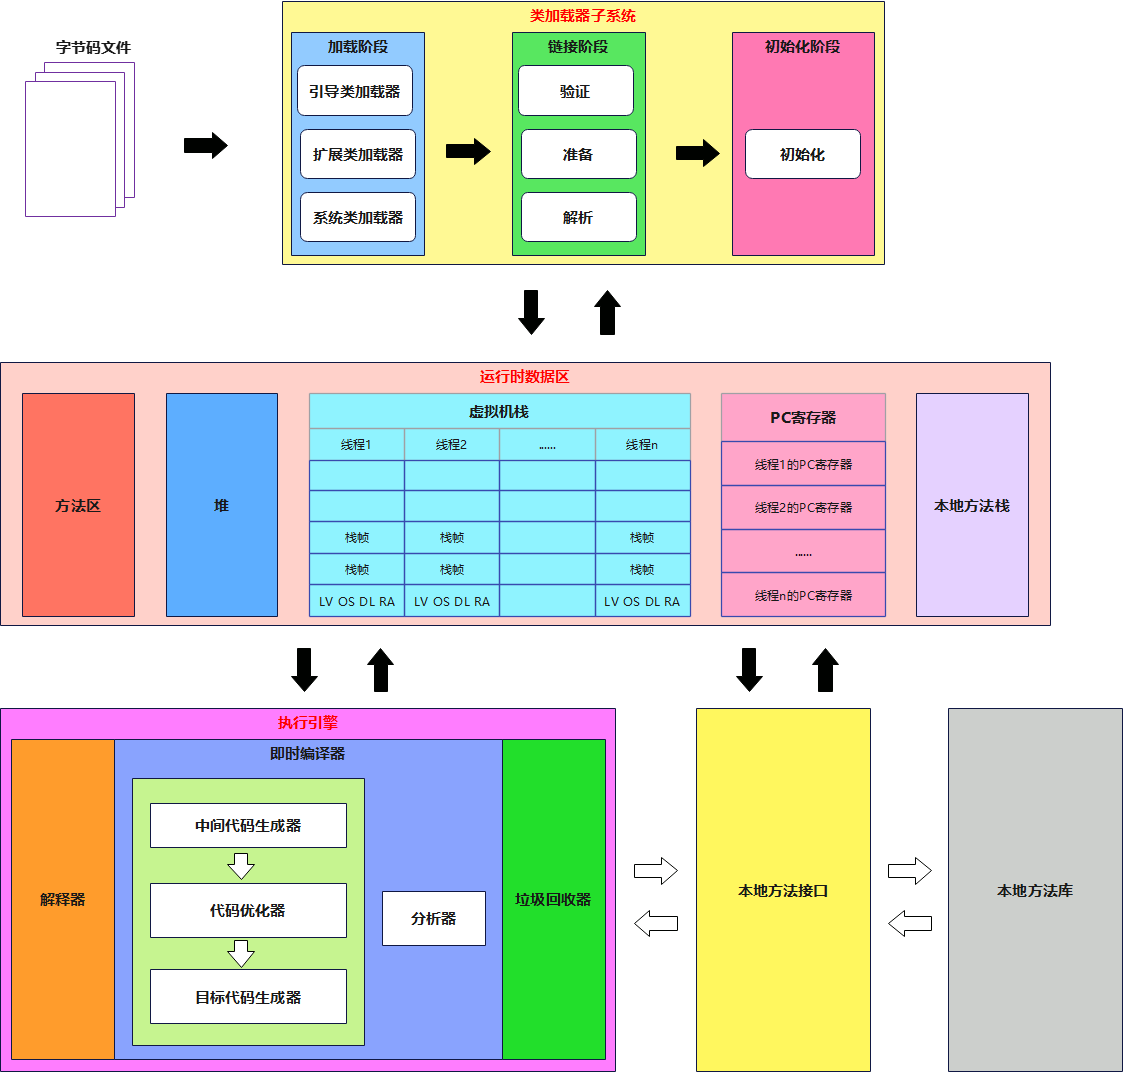 字节码文件
类加载器子系统
加载阶段
引导类加载器
扩展类加载器
系统类加载器
链接阶段
验证
准备
解析
初始化阶段
初始化
运行时数据区
方法区
堆
虚拟机栈
线程1 线程2 ...... 线程n
栈帧 栈帧 栈帧
栈帧 栈帧 栈帧
LV OS DL RA LV OS DL RA LV OS DL RA
PC寄存器
线程1的PC寄存器
线程2的PC寄存器
......
线程n的PC寄存器
本地方法栈
执行引擎
解释器
即时编译器
中间代码生成器
代码优化器
目标代码生成器
分析器
垃圾回收器
本地方法接口
本地方法库